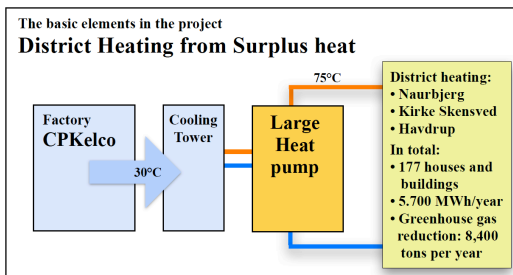 The basic elements in the project
District Heating from Surplus heat
Factory
CPKelco
30°C
Cooling
Tower
Large
Heat
pump
75°C
District heating:
• Naurbjerg
• Kirke Skensved
• Havdrup
In total:
• 177 houses and
buildings
• 5.700 MWh/year
• Greenhouse gas
reduction: 8,400
tons per year